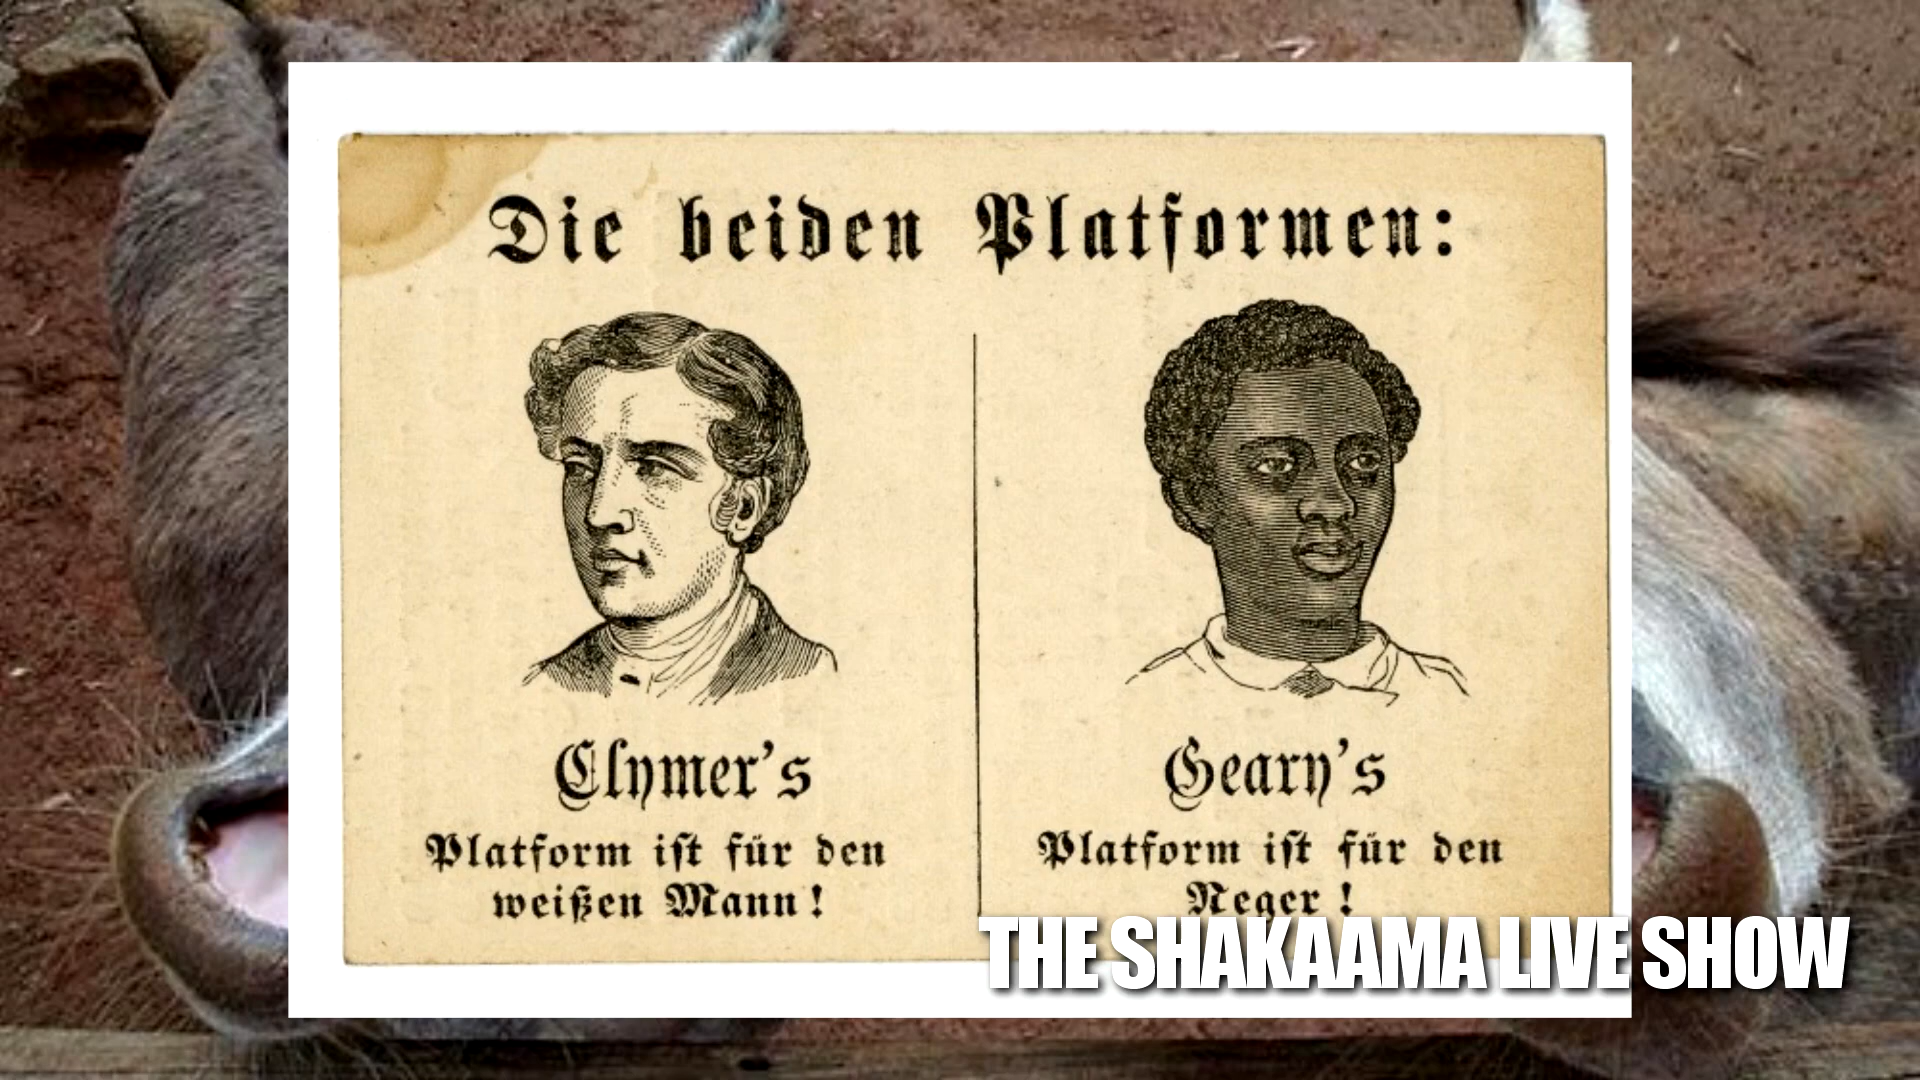 Die beiden Platformen:
Clymer's
Platform ist für den
weißen Mann!
Geary's
Platform ist für den
Neger!
THE SHAKAAMA LIVE SHOW